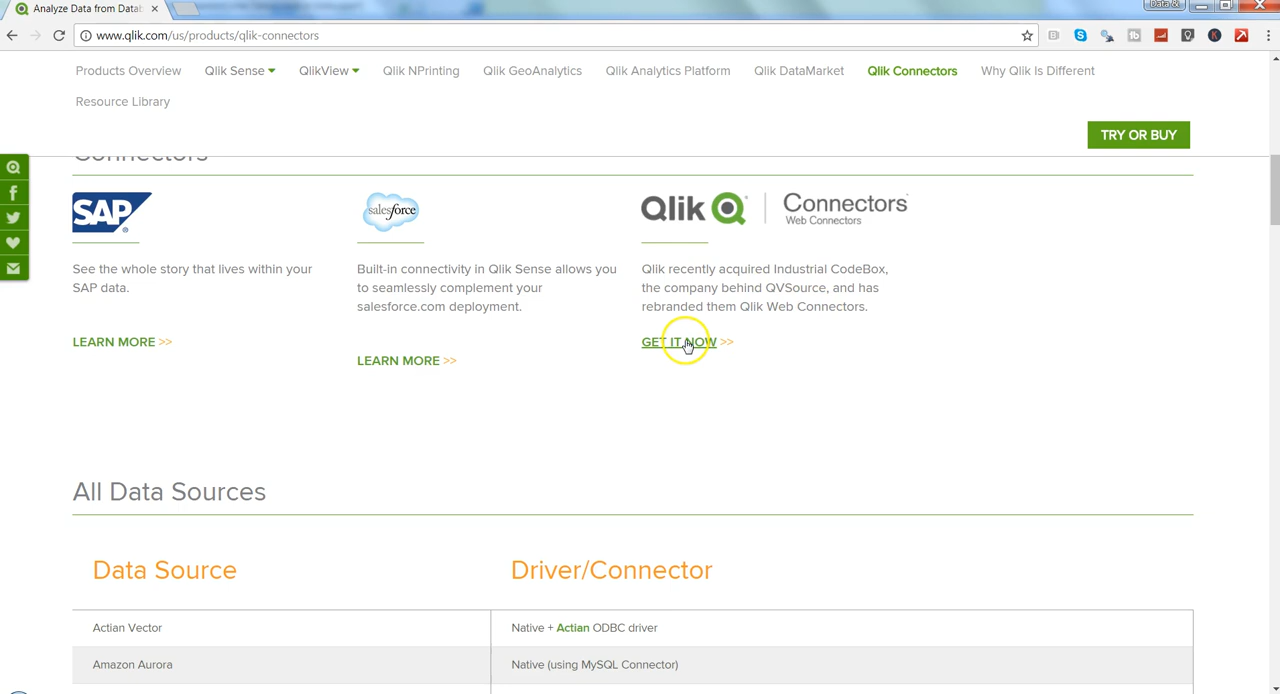 Analyze Data from Datab
Data &
www.qlik.com/us/products/qlik-connectors
Products Overview Qlik Sense QlikView Qlik NPrinting Qlik GeoAnalytics Qlik Analytics Platform Qlik DataMarket Qlik Connectors Why Qlik Is Different
Resource Library
TRY OR BUY
Connectors
SAP
salesforce
Qlik Connectors
Web Connectors
See the whole story that lives within your
SAP data.
LEARN MORE >>
Built-in connectivity in Qlik Sense allows you
to seamlessly complement your
salesforce.com deployment.
LEARN MORE >>
Qlik recently acquired Industrial CodeBox,
the company behind QVSource, and has
rebranded them Qlik Web Connectors.
GET IT NOW >>
All Data Sources
Data Source Driver/Connector
Actian Vector Native + Actian ODBC driver
Amazon Aurora Native (using MySQL Connector)